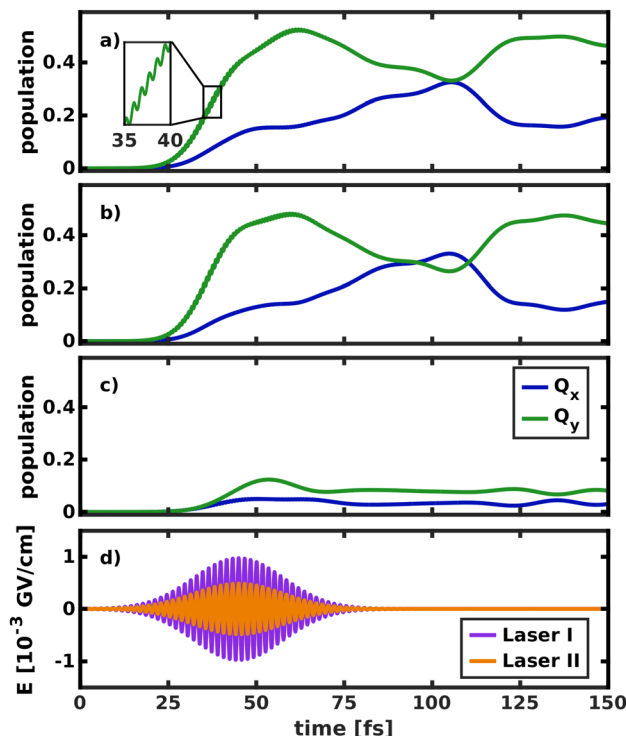 a)
35 40
population
0.4
0.2
0
b)
population
0.4
0.2
0
c)
population
0.4
0.2
0
Q_x
Q_y
d)
E [10^-3 GV/cm]
1
0
-1
Laser I
Laser II
0 25 50 75 100 125 150
time [fs]